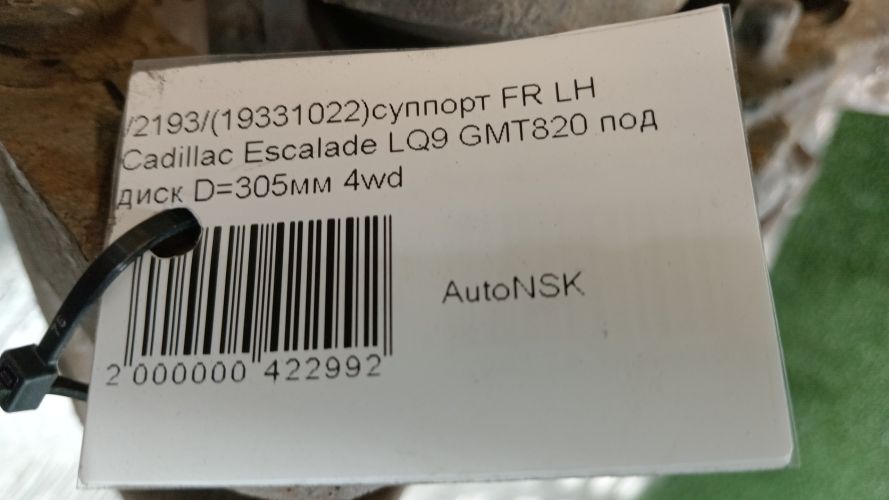 /2193/(19331022)суппорт FR LH
Cadillac Escalade LQ9 GMT820 под
диск D=305мм 4wd
AutoNSK
2 000000 422992